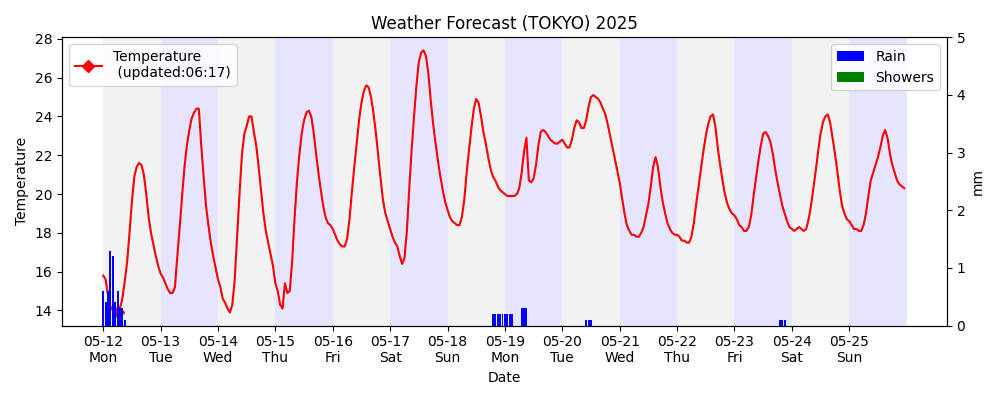 Weather Forecast (TOKYO) 2025
Temperature
(updated:06:17)
Rain
Showers
28
26
24
22
20
18
16
14
Temperature
5
4
3
2
1
0
mm
05-12 05-13 05-14 05-15 05-16 05-17 05-18 05-19 05-20 05-21 05-22 05-23 05-24 05-25
Mon Tue Wed Thu Fri Sat Sun Mon Tue Wed Thu Fri Sat Sun
Date